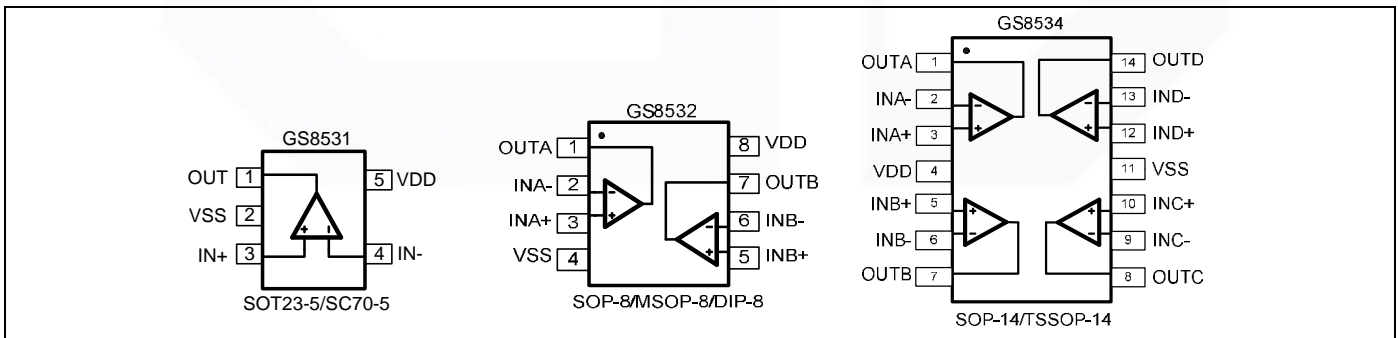 GS8531
OUT 1 5 VDD
VSS 2
IN+ 3 4 IN-
+ -
SOT23-5/SC70-5
GS8532
OUTA 1 8 VDD
INA- 2 - 7 OUTB
INA+ 3 + - 6 INB-
VSS 4 + 5 INB+
SOP-8/MSOP-8/DIP-8
GS8534
OUTA 1 14 OUTD
INA- 2 - - 13 IND-
INA+ 3 + + 12 IND+
VDD 4 11 VSS
INB+ 5 + + 10 INC+
INB- 6 - - 9 INC-
OUTB 7 8 OUTC
SOP-14/TSSOP-14